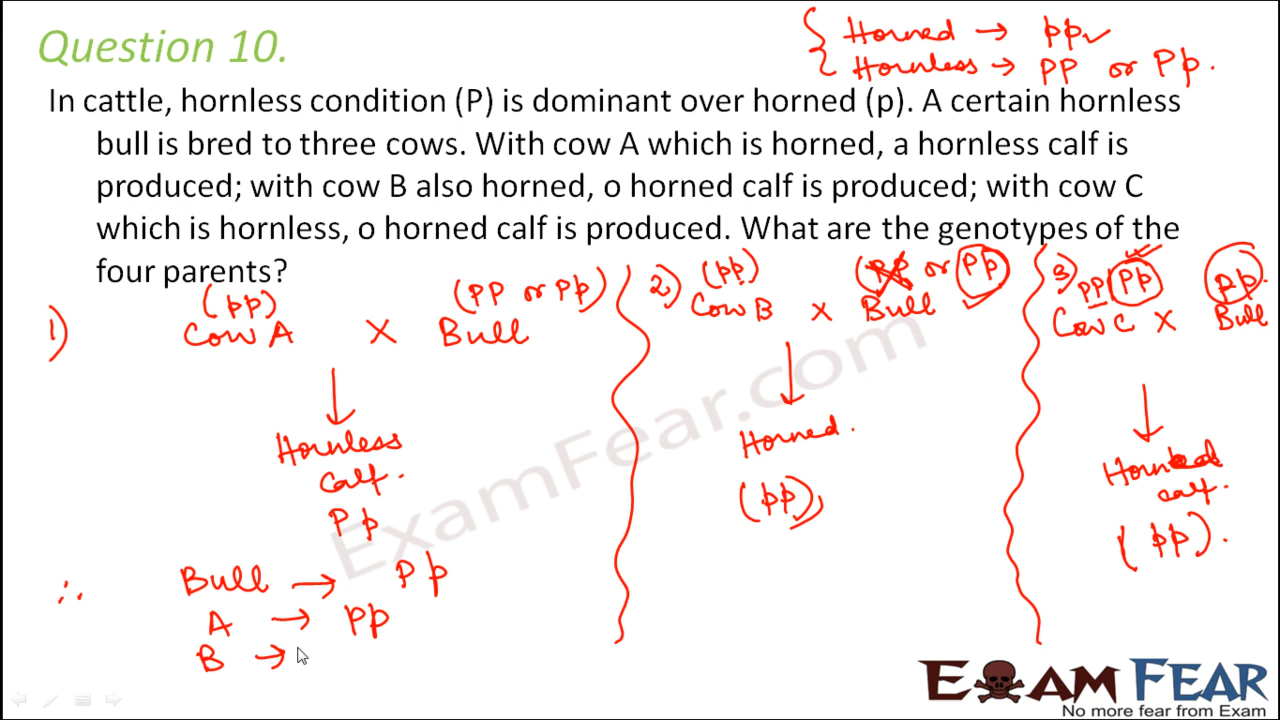 Question 10.
{ Horned → pp✓
Hornless → PP or Pp.
In cattle, hornless condition (P) is dominant over horned (p). A certain hornless
bull is bred to three cows. With cow A which is horned, a hornless calf is
produced; with cow B also horned, o horned calf is produced; with cow C
which is hornless, o horned calf is produced. What are the genotypes of the
four parents?
1) (pp) (PP or Pp)
Cow A X Bull
Hornless
calf.
Pp
2) (pp) (PP or Pp)
Cow B x Bull
Horned.
(pp)
3) PP/Pp Pp.
Cow C X Bull
Horned
calf.
(pp).
∴ Bull → Pp
A → pp
B →
ExamFear.com
EXAM FEAR
No more fear from Exam